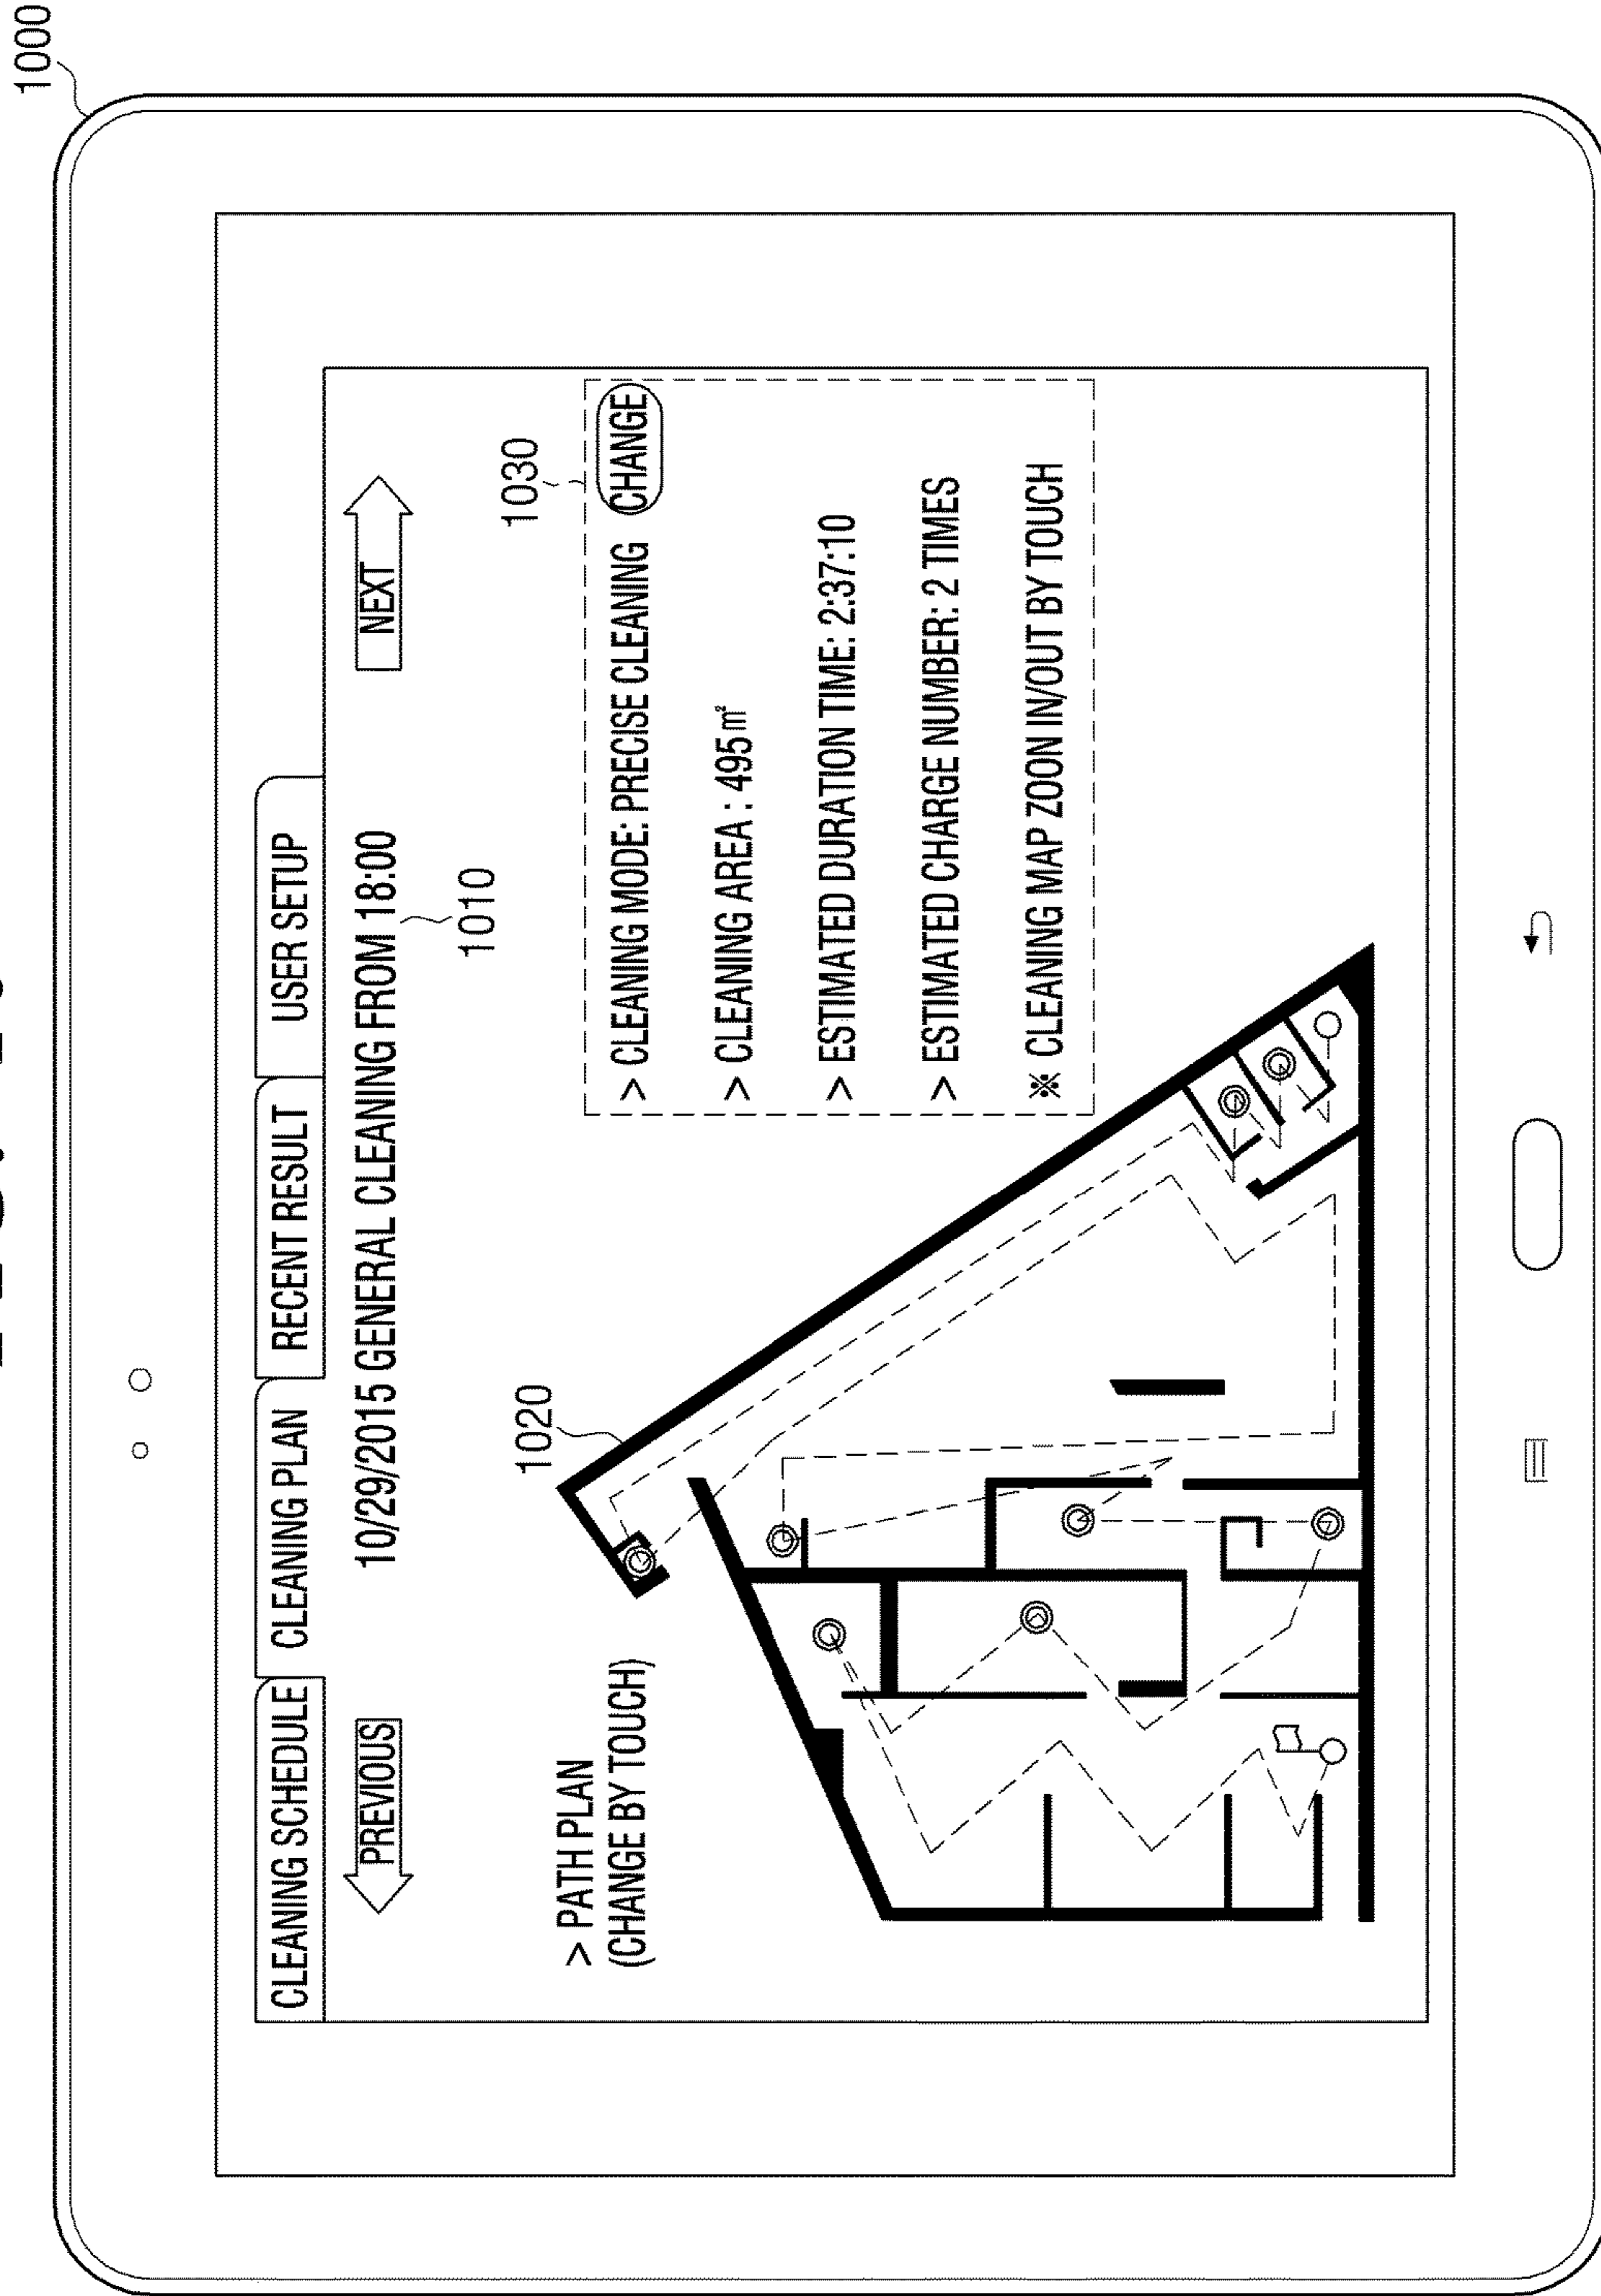 1000
CLEANING SCHEDULE
CLEANING PLAN
RECENT RESULT
USER SETUP
PREVIOUS
10/29/2015 GENERAL CLEANING FROM 18:00
NEXT
1010
> PATH PLAN
(CHANGE BY TOUCH)
1020
1030
> CLEANING MODE: PRECISE CLEANING CHANGE
> CLEANING AREA : 495㎡
> ESTIMATED DURATION TIME: 2:37:10
> ESTIMATED CHARGE NUMBER: 2 TIMES
※ CLEANING MAP ZOON IN/OUT BY TOUCH